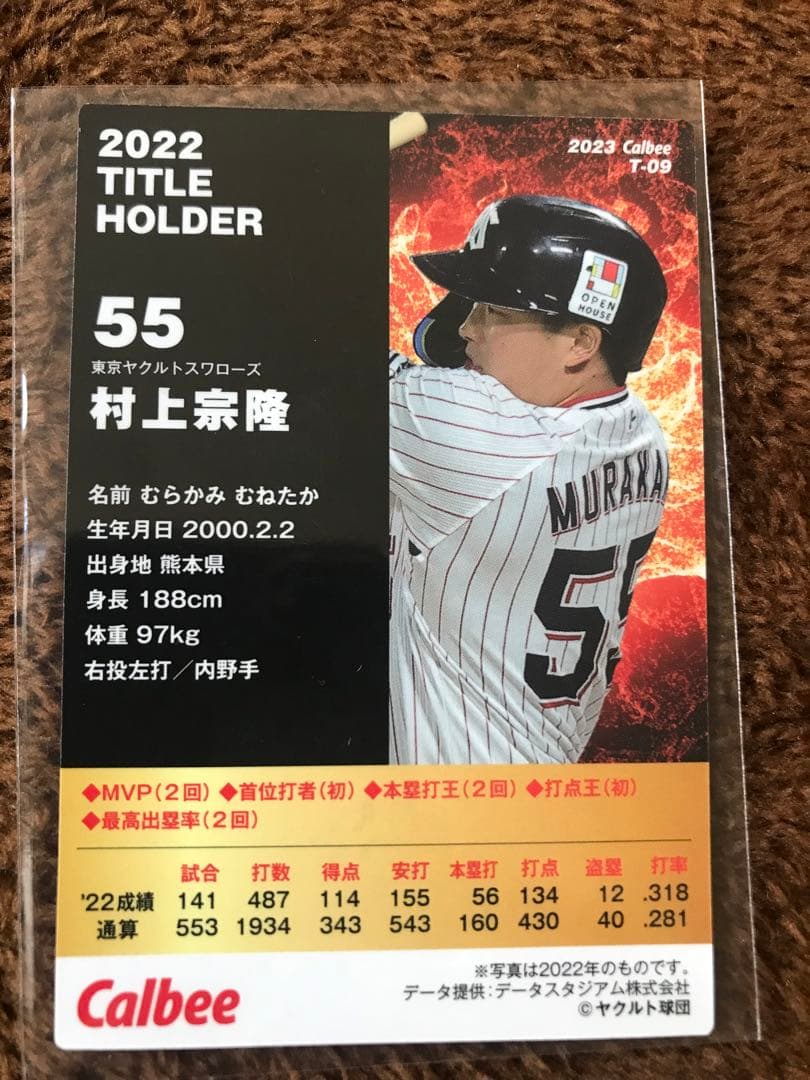 2022
TITLE
HOLDER
2023 Calbee
T-09
OPEN
HOUSE
55
東京ヤクルトスワローズ
村上宗隆
名前 むらかみ むねたか
生年月日 2000.2.2
出身地 熊本県
身長 188cm
体重 97kg
右投左打/内野手
MURAKA
55
◆MVP(2回) ◆首位打者(初) ◆本塁打王(2回) ◆打点王(初)
◆最高出塁率(2回)
試合 打数 得点 安打 本塁打 打点 盗塁 打率
'22成績 141 487 114 155 56 134 12 .318
通算 553 1934 343 543 160 430 40 .281
※写真は2022年のものです。
データ提供:データスタジアム株式会社
©ヤクルト球団
Calbee